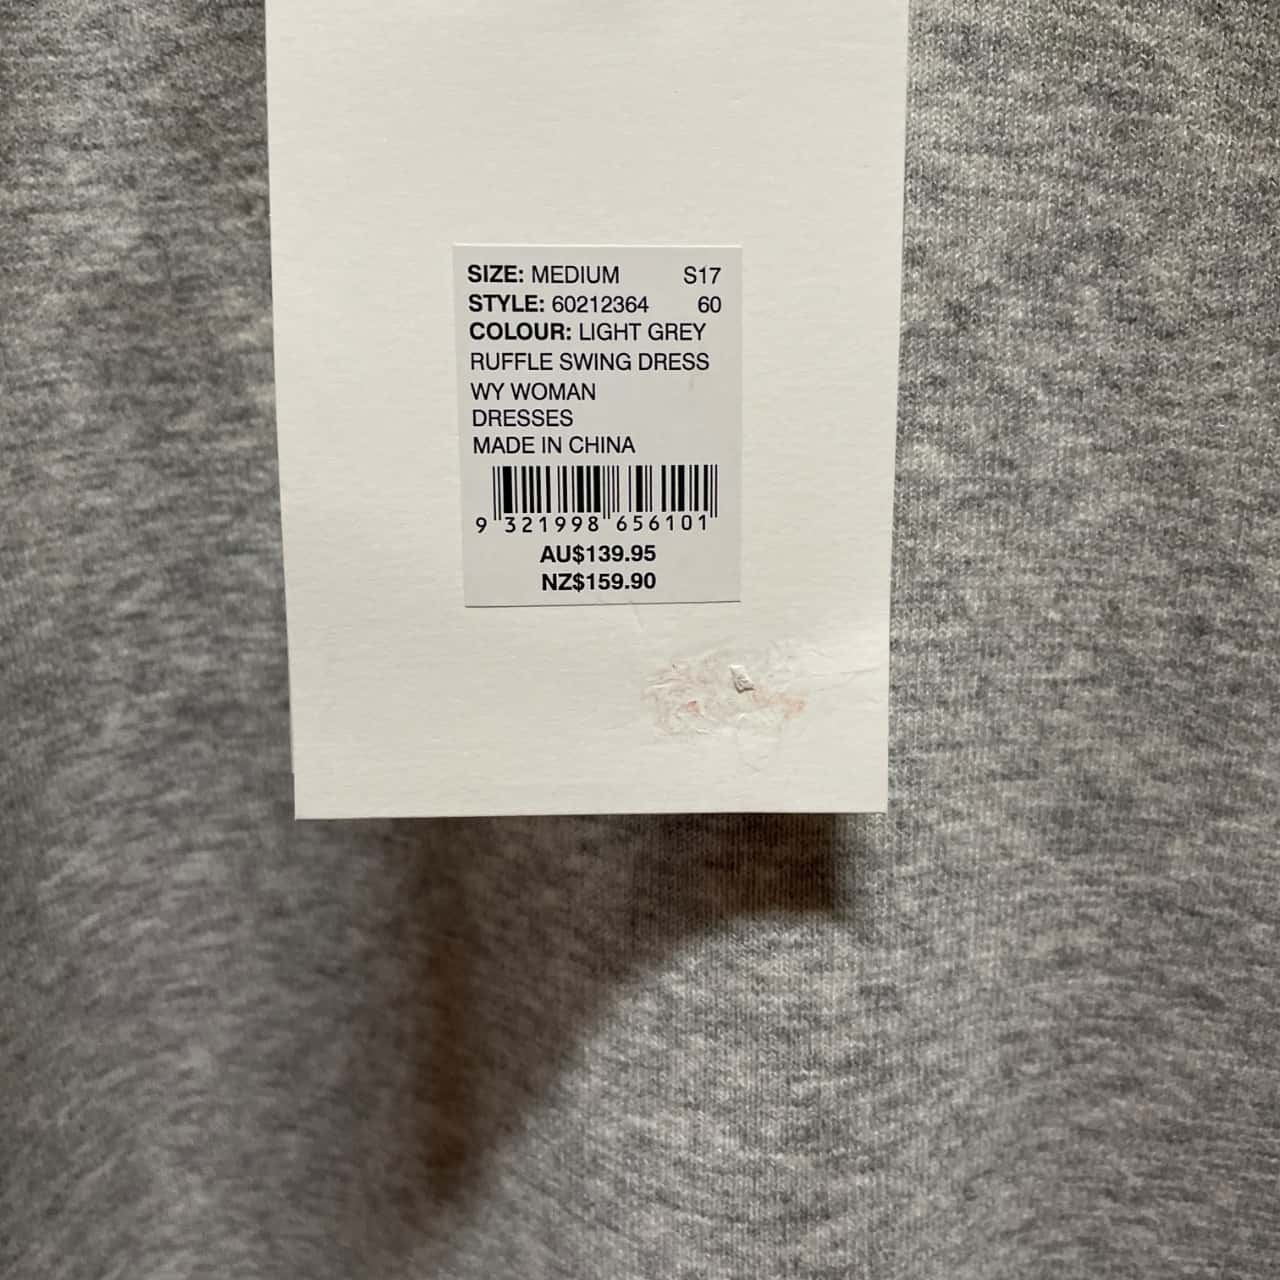 SIZE: MEDIUM S17
STYLE: 60212364 60
COLOUR: LIGHT GREY
RUFFLE SWING DRESS
WY WOMAN
DRESSES
MADE IN CHINA
9 321998 656101
AU$139.95
NZ$159.90